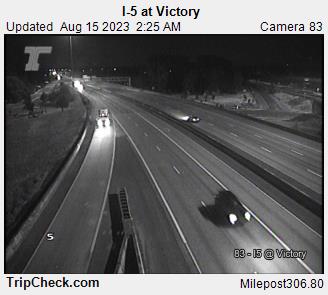 I-5 at Victory
Updated Aug 15 2023 2:25 AM Camera 83
T
S
83 - I5 @ Victory
TripCheck.com Milepost306.80